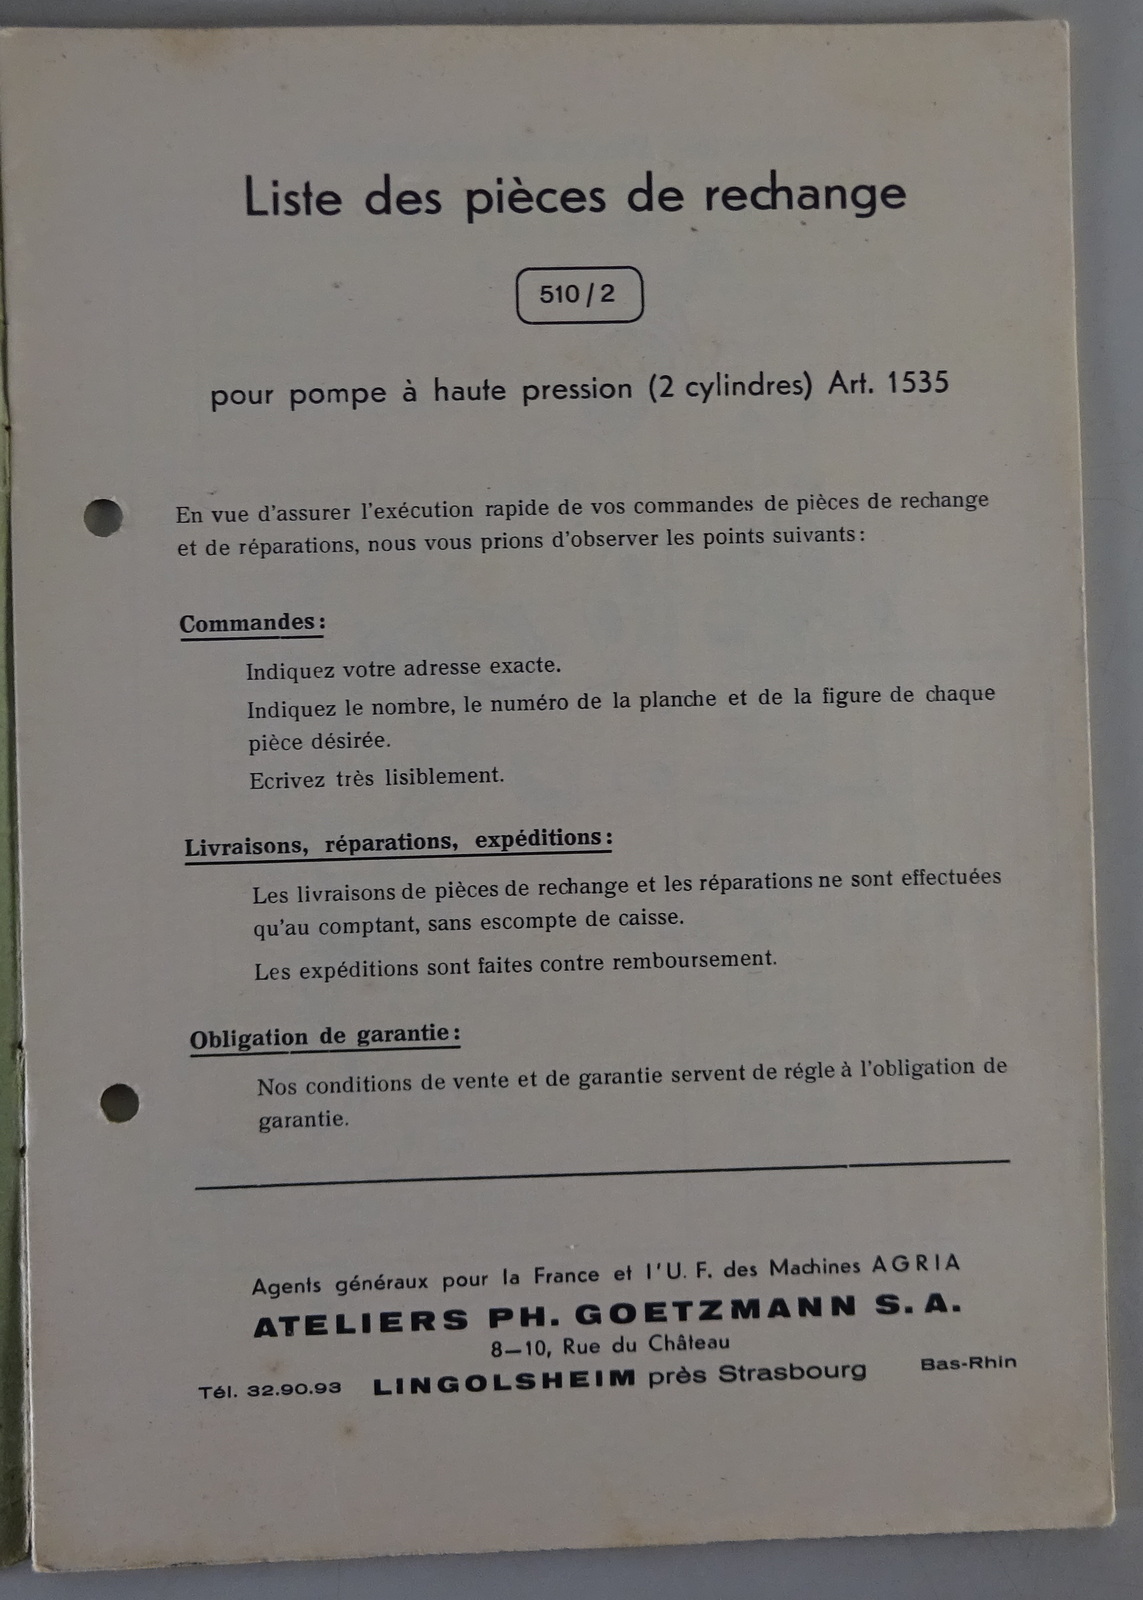 Liste des pièces de rechange
510/2
pour pompe à haute pression (2 cylindres) Art. 1535
En vue d'assurer l'exécution rapide de vos commandes de pièces de rechange
et de réparations, nous vous prions d'observer les points suivants:
Commandes:
Indiquez votre adresse exacte.
Indiquez le nombre, le numéro de la planche et de la figure de chaque
pièce désirée.
Ecrivez très lisiblement.
Livraisons, réparations, expéditions:
Les livraisons de pièces de rechange et les réparations ne sont effectuées
qu'au comptant, sans escompte de caisse.
Les expéditions sont faites contre remboursement.
Obligation de garantie:
Nos conditions de vente et de garantie servent de régle à l'obligation de
garantie.
Agents généraux pour la France et l'U. F. des Machines AGRIA
ATELIERS PH. GOETZMANN S. A.
8—10, Rue du Château
Tél. 32.90.93 LINGOLSHEIM près Strasbourg Bas-Rhin